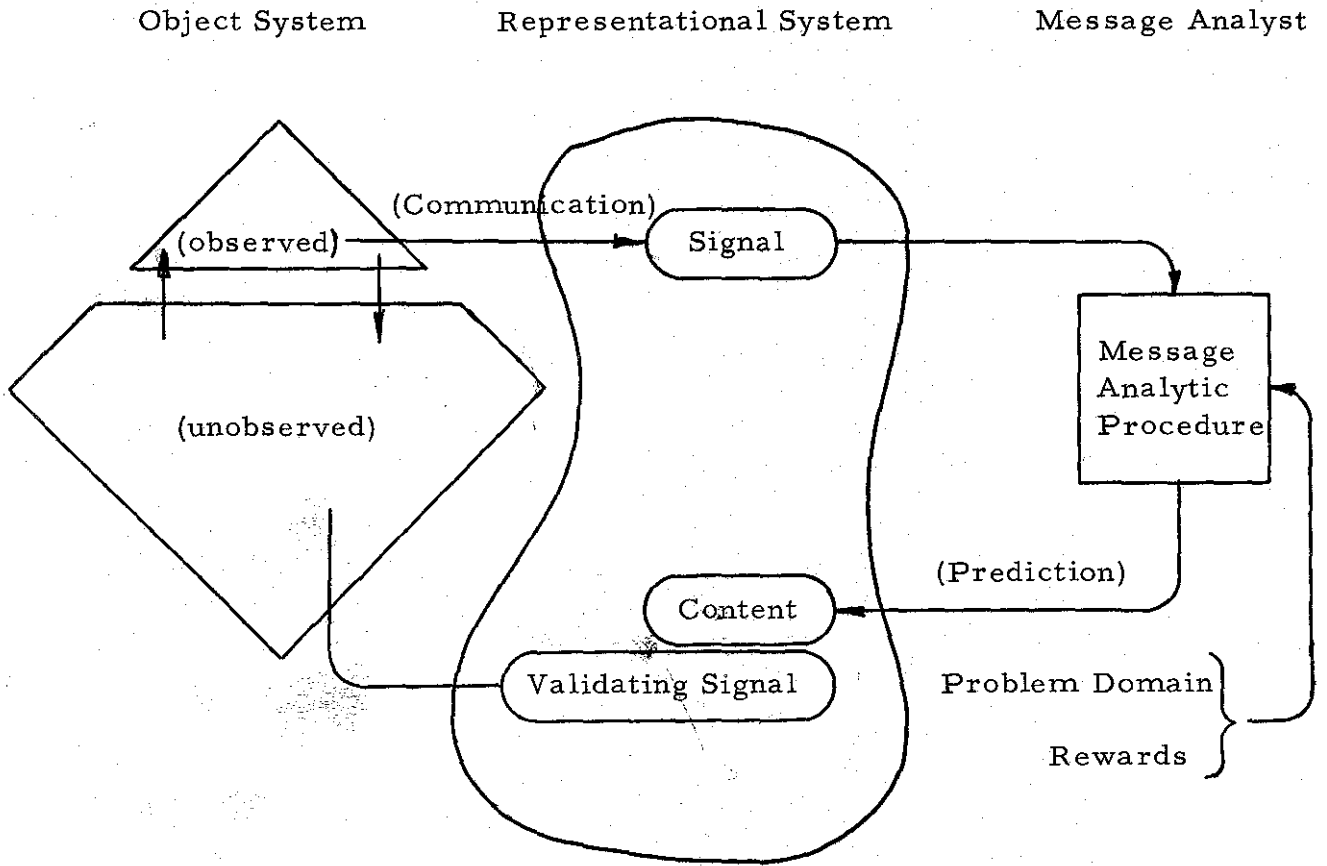 Object System
Representational System
Message Analyst
(Communication)
(observed)
Signal
Message
Analytic
Procedure
(unobserved)
(Prediction)
Content
Validating Signal
Problem Domain
Rewards